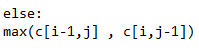 else:
max(c[i-1,j] , c[i,j-1])